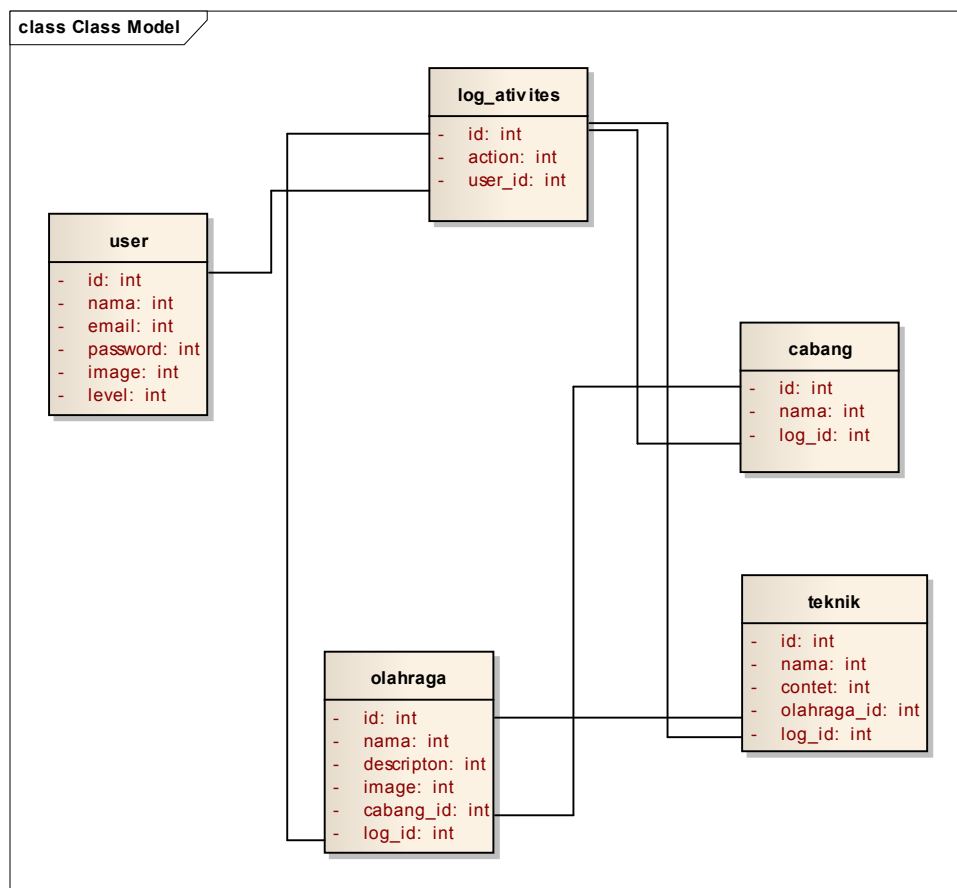 class Class Model
log_ativites
- id: int
- action: int
- user_id: int
user
- id: int
- nama: int
- email: int
- password: int
- image: int
- level: int
cabang
- id: int
- nama: int
- log_id: int
teknik
- id: int
- nama: int
- contet: int
- olahraga_id: int
- log_id: int
olahraga
- id: int
- nama: int
- descripton: int
- image: int
- cabang_id: int
- log_id: int